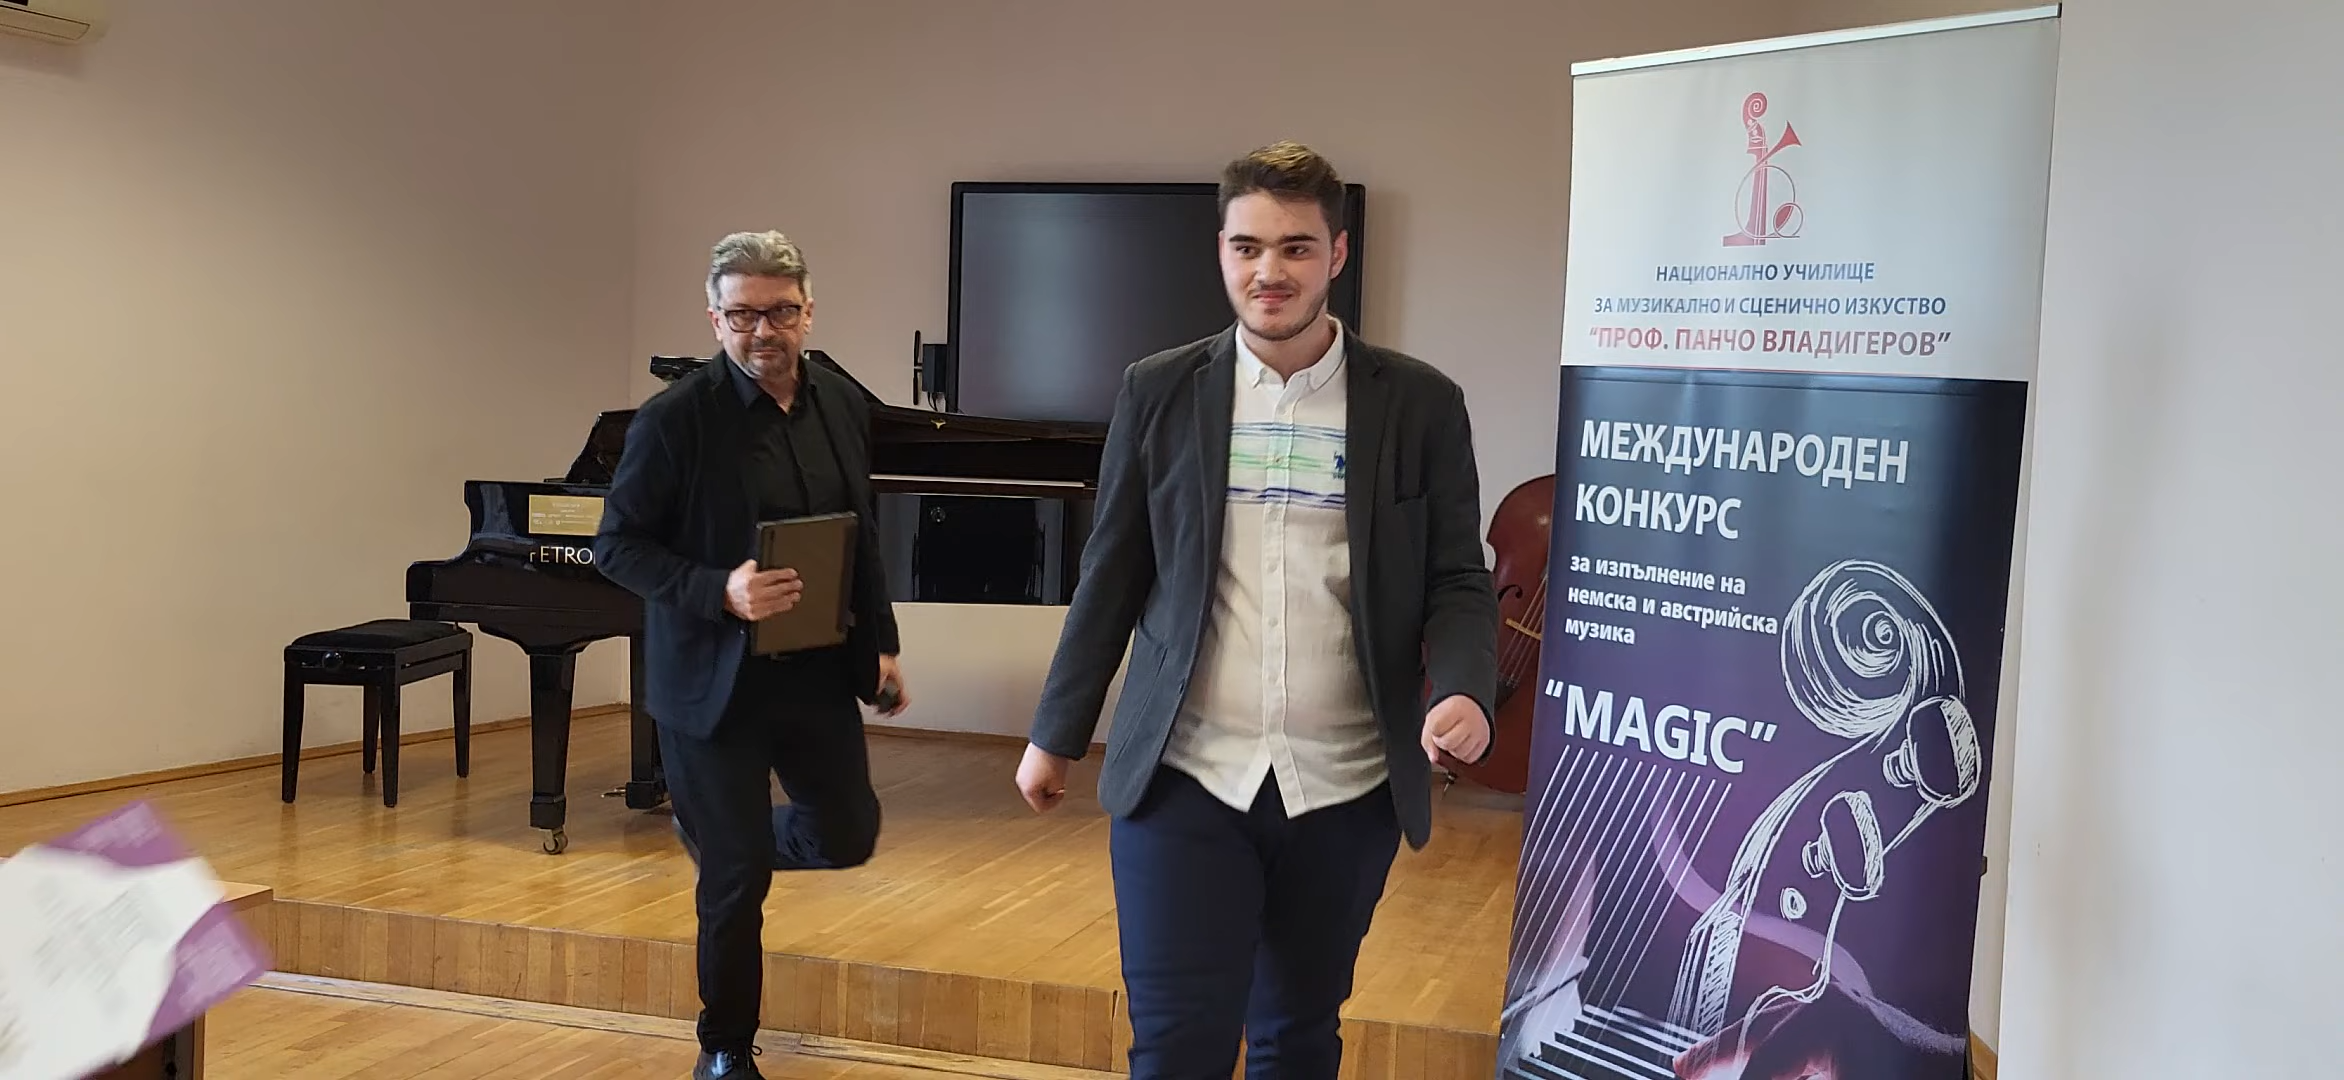 НАЦИОНАЛНО УЧИЛИЩЕ
ЗА МУЗИКАЛНО И СЦЕНИЧНО ИЗКУСТВО
“ПРОФ. ПАНЧО ВЛАДИГЕРОВ”
МЕЖДУНАРОДЕН
КОНКУРС
за изпълнение на
немска и австрийска
музика
“MAGIC”